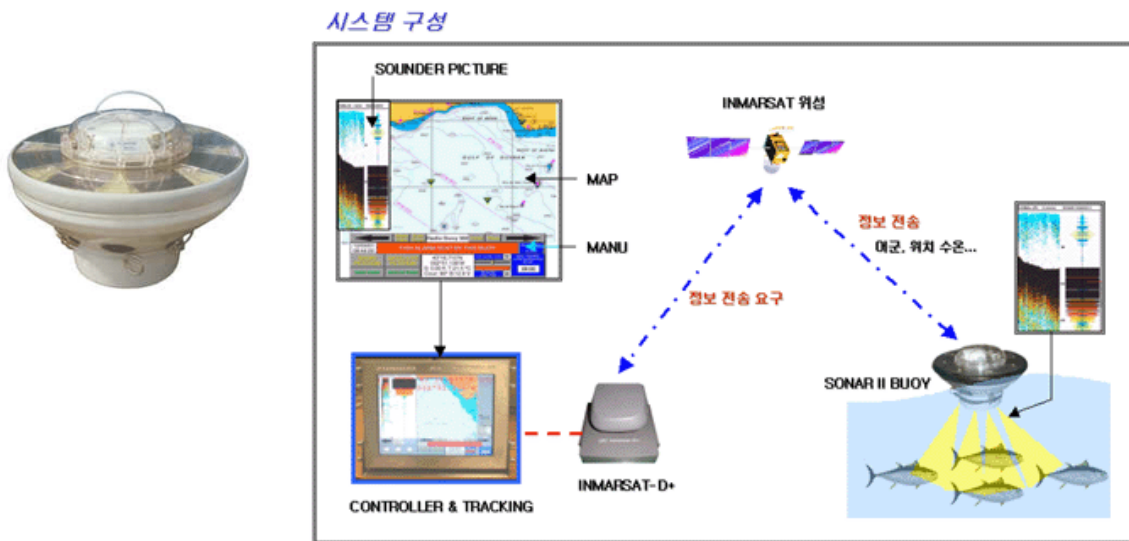 시스템 구성
SOUNDER PICTURE
INMARSAT 위성
MAP
정보 전송
어군, 위치 수온...
MANU
정보 전송 요구
SONAR II BUOY
INMARSAT-D+
CONTROLLER & TRACKING